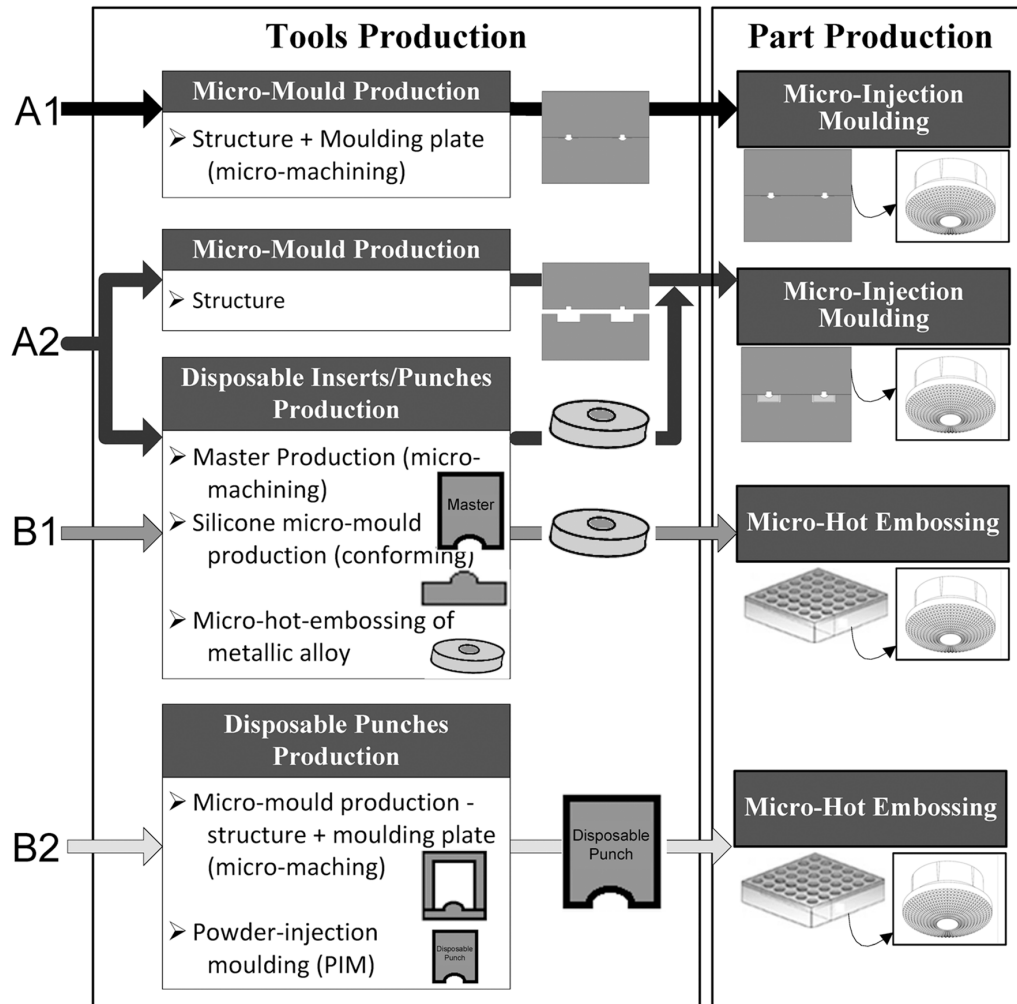 Tools Production
Part Production
A1
Micro-Mould Production
➢ Structure + Moulding plate
(micro-machining)
Micro-Injection
Moulding
A2
Micro-Mould Production
➢ Structure
Micro-Injection
Moulding
Disposable Inserts/Punches
Production
➢ Master Production (micro-
machining)
Master
B1
➢ Silicone micro-mould
production (conforming)
➢ Micro-hot-embossing of
metallic alloy
Micro-Hot Embossing
B2
Disposable Punches
Production
➢ Micro-mould production -
structure + moulding plate
(micro-maching)
➢ Powder-injection
moulding (PIM)
Disposable
Punch
Disposable
Punch
Micro-Hot Embossing